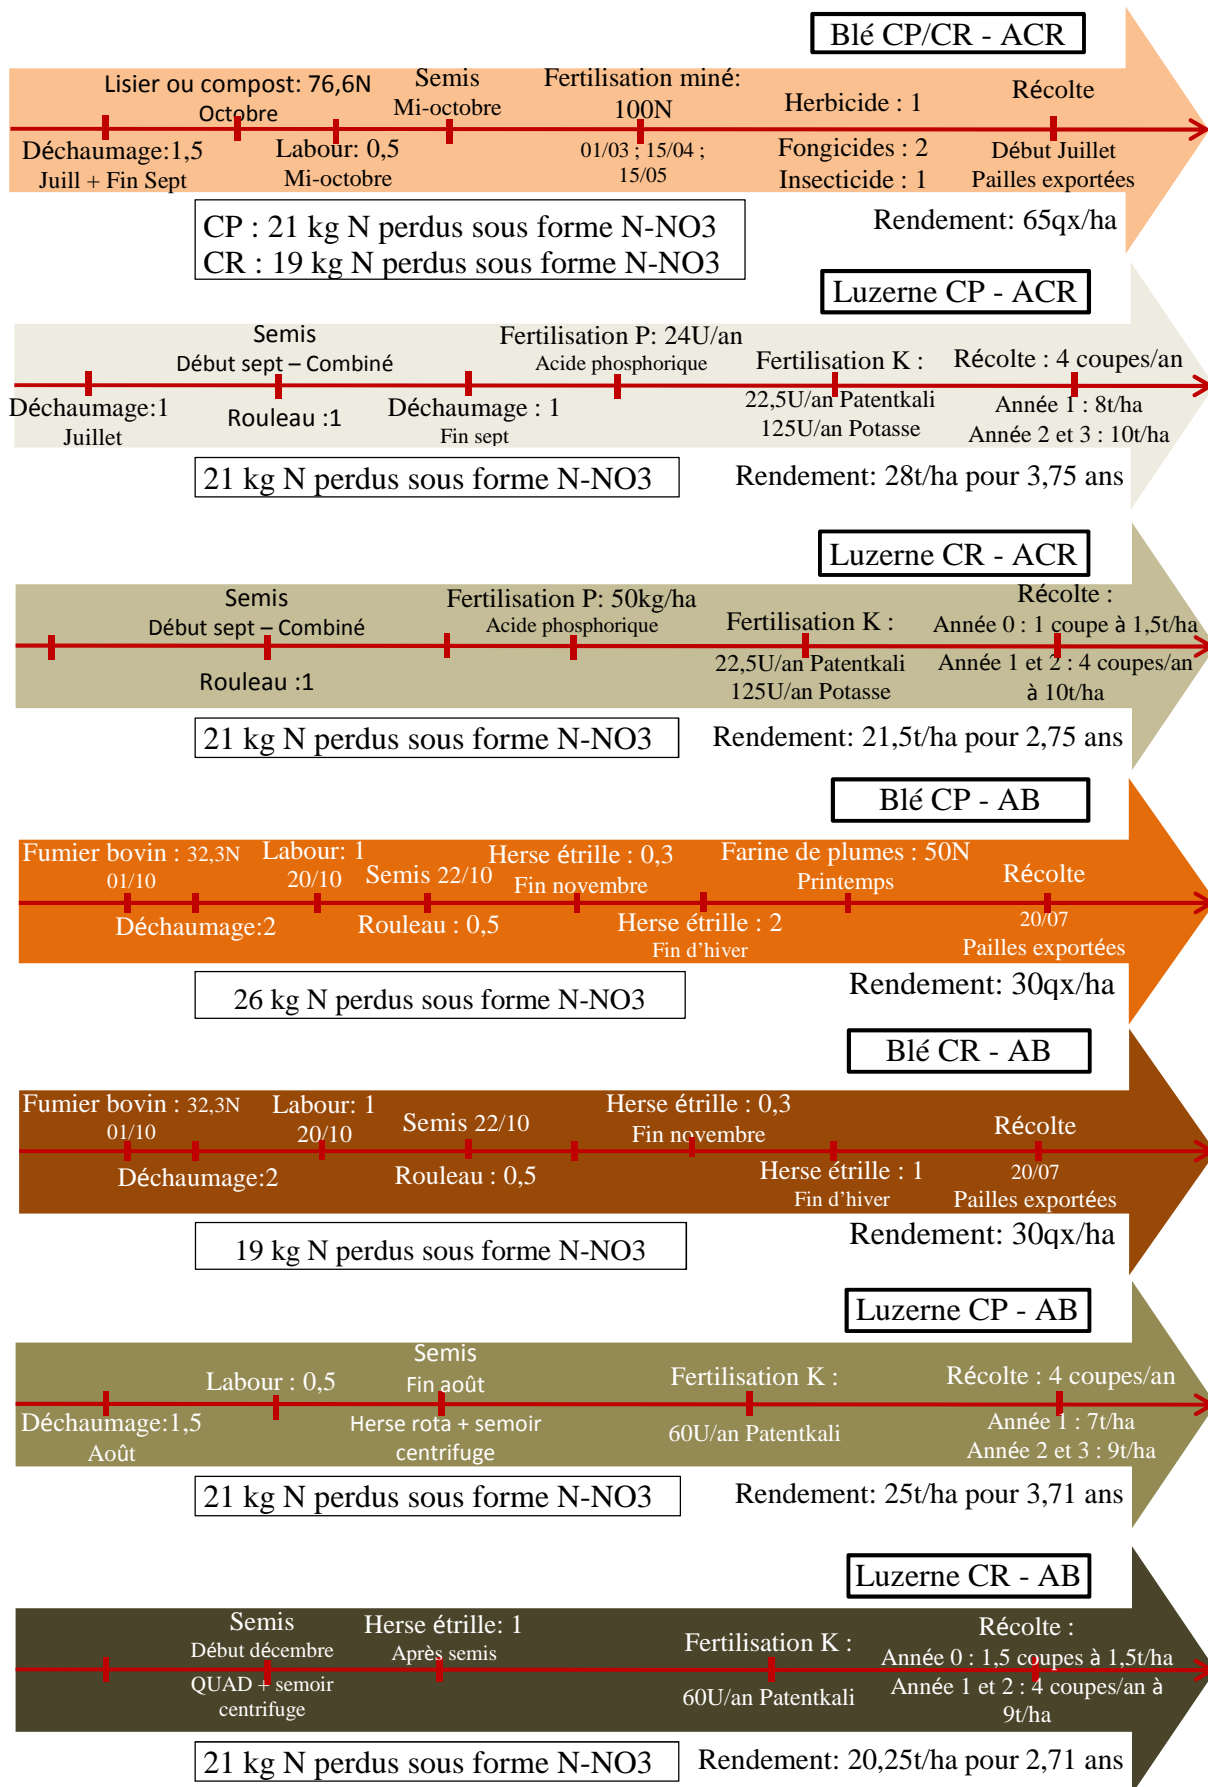 Blé CP/CR - ACR
Lisier ou compost: 76,6N
Octobre
Semis
Mi-octobre
Fertilisation miné:
100N
Herbicide : 1
Récolte
Déchaumage:1,5
Juill + Fin Sept
Labour: 0,5
Mi-octobre
01/03 ; 15/04 ;
15/05
Fongicides : 2
Insecticide : 1
Début Juillet
Pailles exportées
CP : 21 kg N perdus sous forme N-NO3
CR : 19 kg N perdus sous forme N-NO3
Rendement: 65qx/ha
Luzerne CP - ACR
Semis
Début sept – Combiné
Fertilisation P: 24U/an
Acide phosphorique
Fertilisation K :
Récolte : 4 coupes/an
Déchaumage:1
Juillet
Rouleau :1
Déchaumage : 1
Fin sept
22,5U/an Patentkali
125U/an Potasse
Année 1 : 8t/ha
Année 2 et 3 : 10t/ha
21 kg N perdus sous forme N-NO3
Rendement: 28t/ha pour 3,75 ans
Luzerne CR - ACR
Semis
Début sept – Combiné
Fertilisation P: 50kg/ha
Acide phosphorique
Fertilisation K :
Récolte :
Année 0 : 1 coupe à 1,5t/ha
Rouleau :1
22,5U/an Patentkali
125U/an Potasse
Année 1 et 2 : 4 coupes/an
à 10t/ha
21 kg N perdus sous forme N-NO3
Rendement: 21,5t/ha pour 2,75 ans
Blé CP - AB
Fumier bovin : 32,3N
01/10
Labour: 1
20/10
Semis 22/10
Herse étrille : 0,3
Fin novembre
Farine de plumes : 50N
Printemps
Récolte
Déchaumage:2
Rouleau : 0,5
Herse étrille : 2
Fin d'hiver
20/07
Pailles exportées
26 kg N perdus sous forme N-NO3
Rendement: 30qx/ha
Blé CR - AB
Fumier bovin : 32,3N
01/10
Labour: 1
20/10
Semis 22/10
Herse étrille : 0,3
Fin novembre
Récolte
Déchaumage:2
Rouleau : 0,5
Herse étrille : 1
Fin d'hiver
20/07
Pailles exportées
19 kg N perdus sous forme N-NO3
Rendement: 30qx/ha
Luzerne CP - AB
Labour : 0,5
Semis
Fin août
Fertilisation K :
Récolte : 4 coupes/an
Déchaumage:1,5
Août
Herse rota + semoir
centrifuge
60U/an Patentkali
Année 1 : 7t/ha
Année 2 et 3 : 9t/ha
21 kg N perdus sous forme N-NO3
Rendement: 25t/ha pour 3,71 ans
Luzerne CR - AB
Semis
Début décembre
Herse étrille: 1
Après semis
Fertilisation K :
Récolte :
Année 0 : 1,5 coupes à 1,5t/ha
QUAD + semoir
centrifuge
60U/an Patentkali
Année 1 et 2 : 4 coupes/an à
9t/ha
21 kg N perdus sous forme N-NO3
Rendement: 20,25t/ha pour 2,71 ans